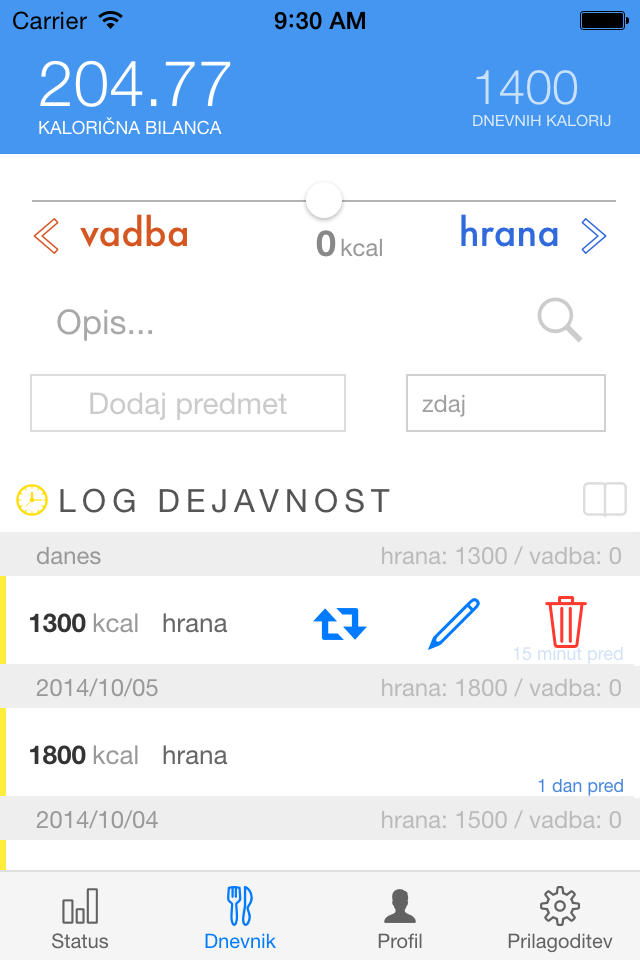 Carrier 9:30 AM
204.77 1400
KALORIČNA BILANCA DNEVNIH KALORIJ
vadba 0 kcal hrana
Opis...
Dodaj predmet zdaj
LOG DEJAVNOST
danes hrana: 1300 / vadba: 0
1300 kcal hrana
15 minut pred
2014/10/05 hrana: 1800 / vadba: 0
1800 kcal hrana
1 dan pred
2014/10/04 hrana: 1500 / vadba: 0
Status Dnevnik Profil Prilagoditev